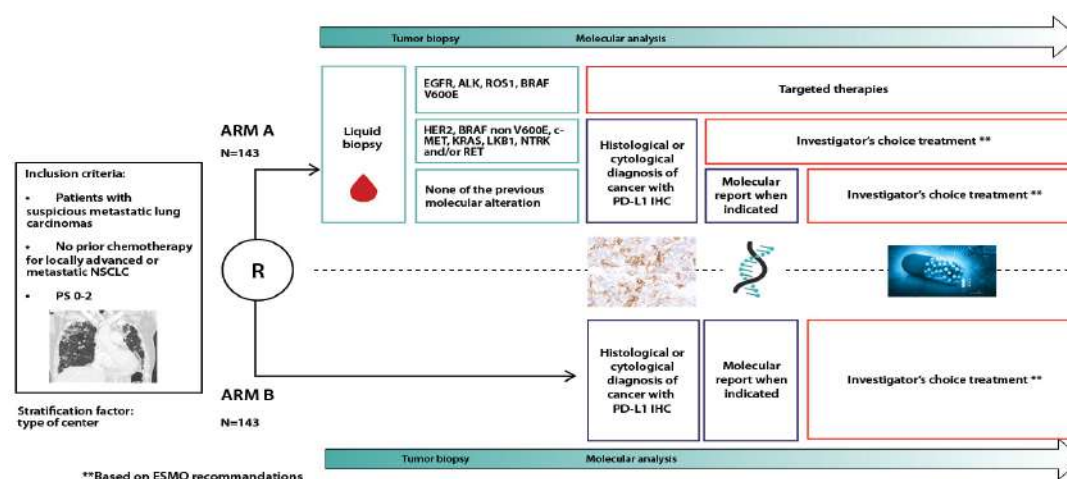 Tumor biopsy
Molecular analysis
ARM A
N=143
Liquid
biopsy
EGFR, ALK, ROS1, BRAF
V600E
Targeted therapies
HER2, BRAF non V600E, c-
MET, KRAS, LKB1, NTRK
and/or RET
Histological or
cytological
diagnosis of
cancer with
PD-L1 IHC
Investigator's choice treatment **
None of the previous
molecular alteration
Molecular
report when
indicated
Investigator's choice treatment **
Inclusion criteria:
• Patients with
suspicious metastatic lung
carcinomas
• No prior chemotherapy
for locally advanced or
metastatic NSCLC
• PS 0-2
R
Stratification factor:
type of center
ARM B
N=143
Histological or
cytological
diagnosis of
cancer with
PD-L1 IHC
Molecular
report when
indicated
Investigator's choice treatment **
Tumor biopsy
Molecular analysis
**Based on ESMO recommandations